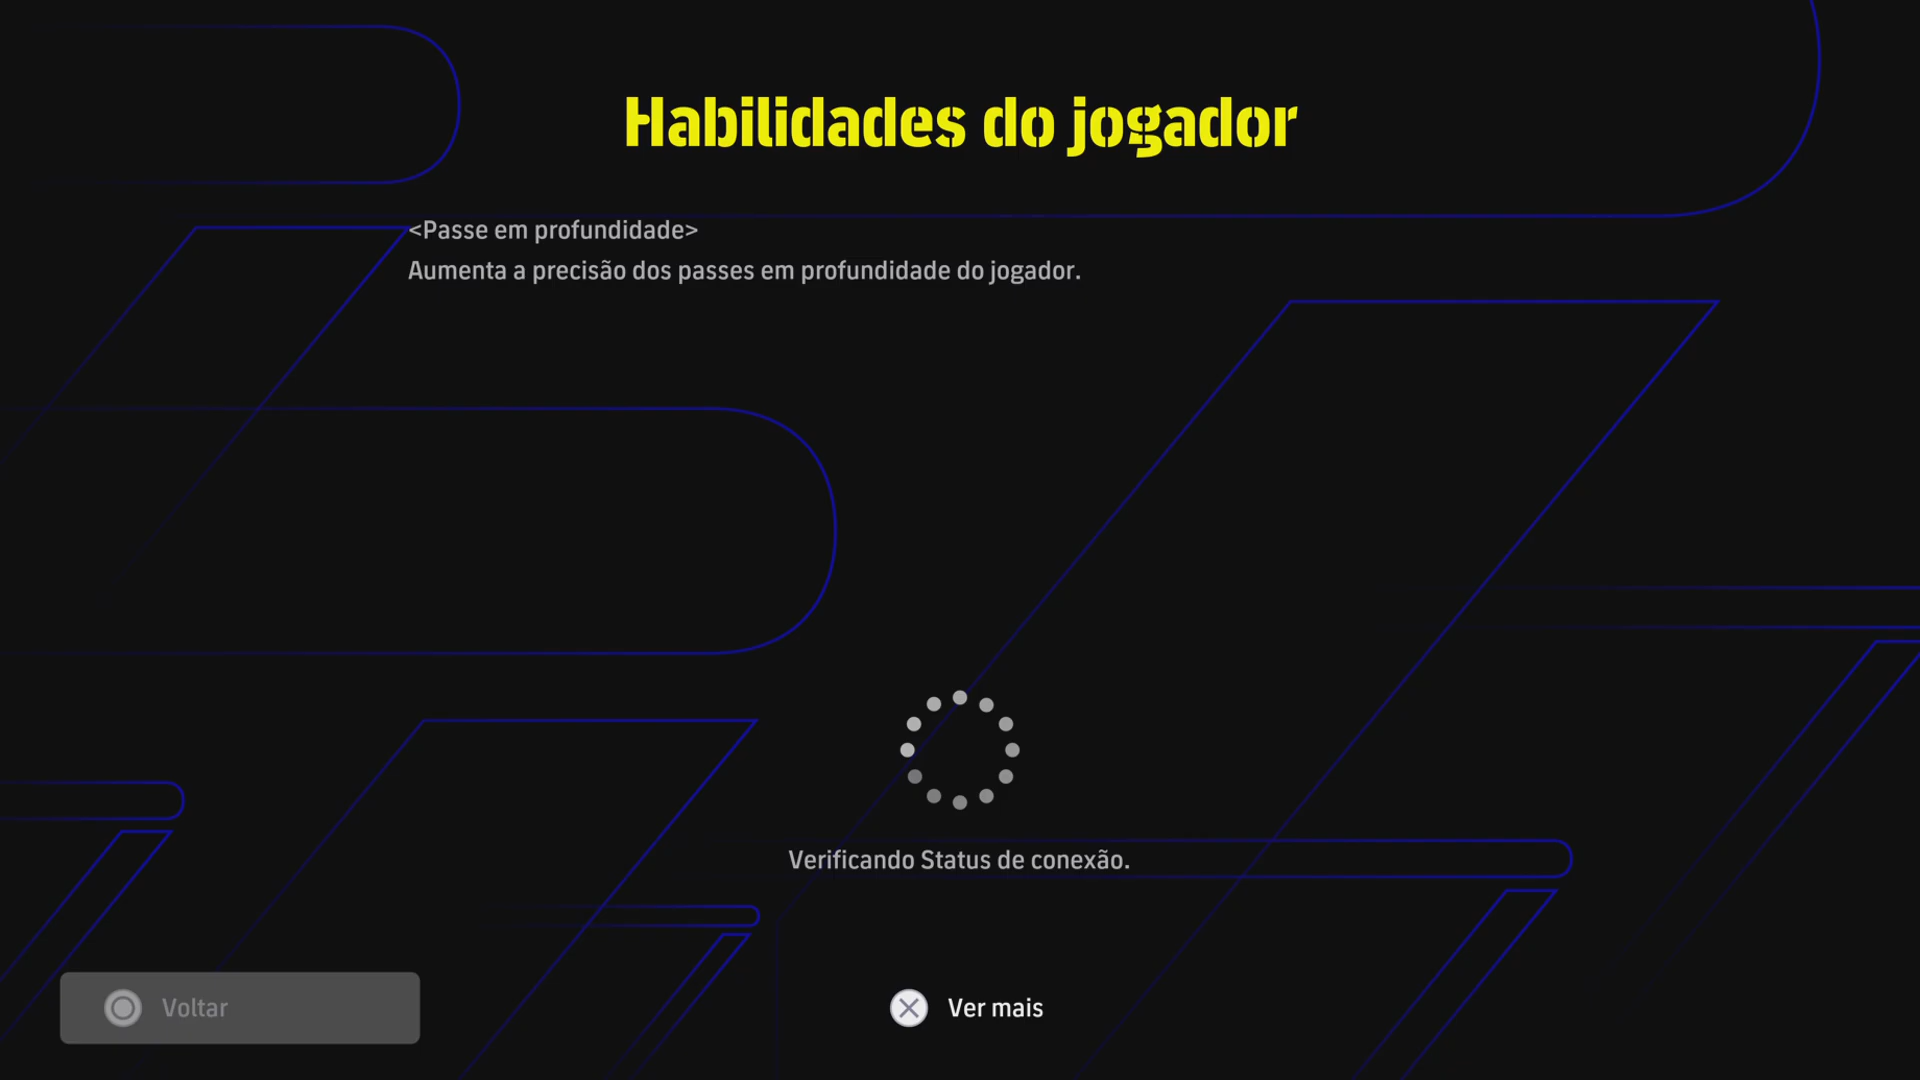 Habilidades do jogador
<Passe em profundidade>
Aumenta a precisão dos passes em profundidade do jogador.
Verificando Status de conexão.
Voltar
Ver mais